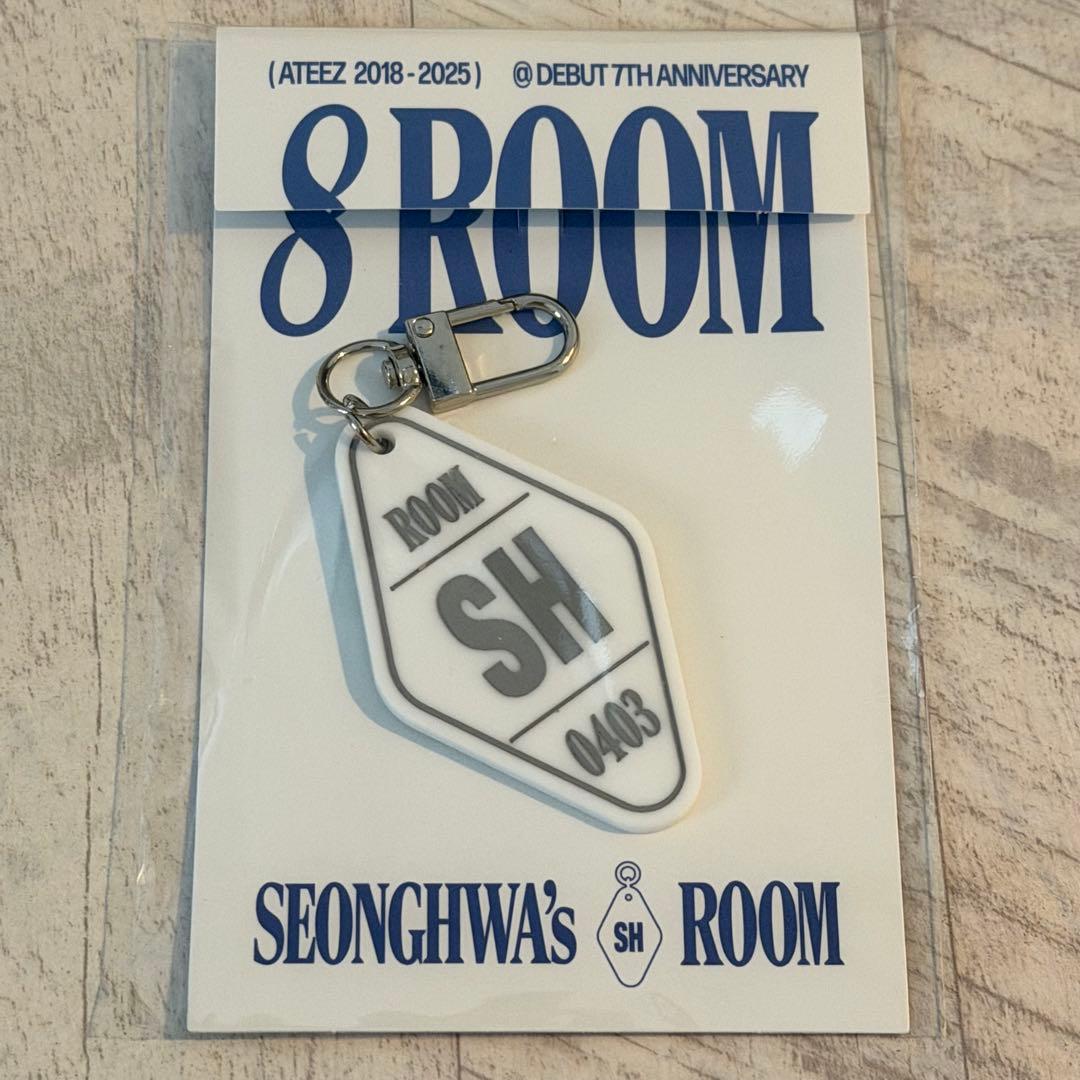 (ATEEZ 2018-2025) @DEBUT 7TH ANNIVERSARY
8 ROOM
ROOM
SH
0403
SEONGHWA's SH ROOM